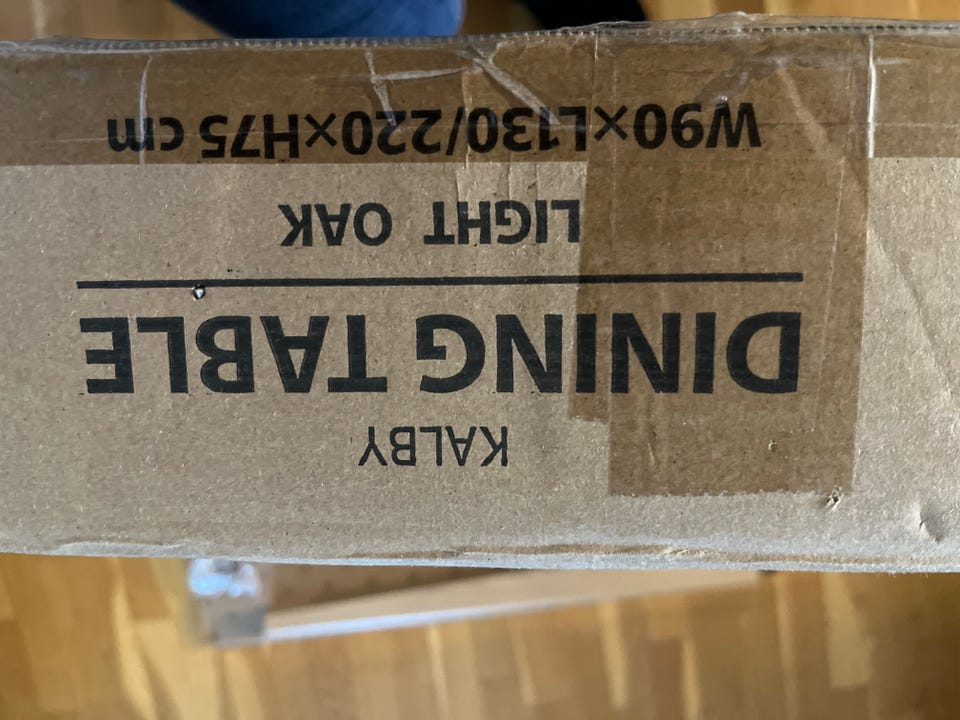 KALBY
DINING TABLE
LIGHT OAK
W90×L130/220×H75 cm